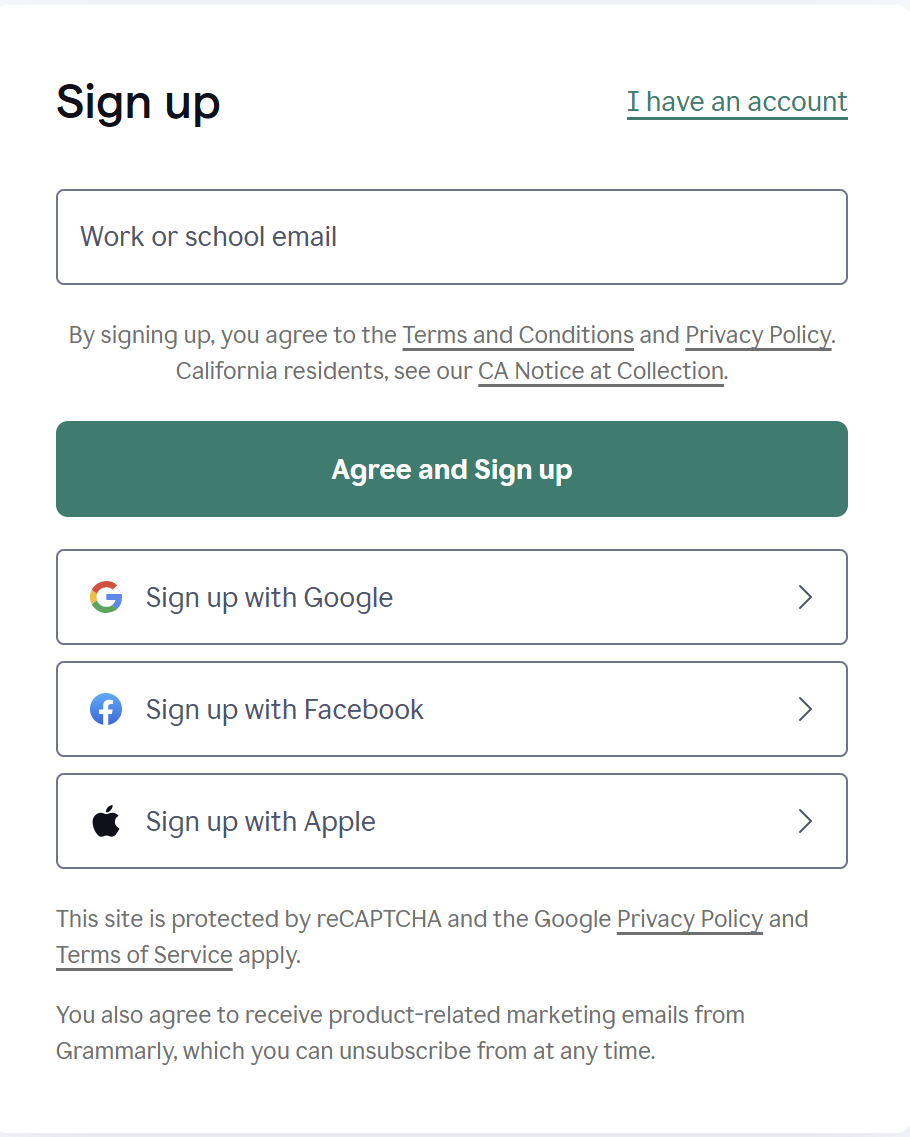 Sign up
I have an account
Work or school email
By signing up, you agree to the Terms and Conditions and Privacy Policy.
California residents, see our CA Notice at Collection.
Agree and Sign up
Sign up with Google
Sign up with Facebook
Sign up with Apple
This site is protected by reCAPTCHA and the Google Privacy Policy and
Terms of Service apply.
You also agree to receive product-related marketing emails from
Grammarly, which you can unsubscribe from at any time.